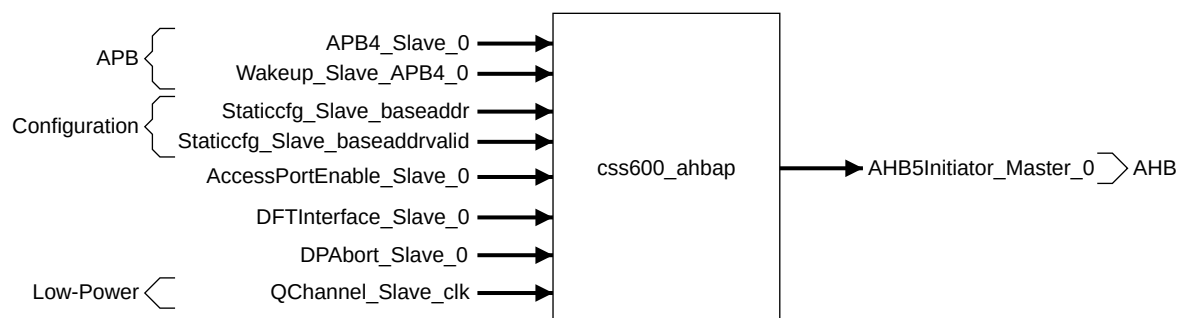 APB
APB4_Slave_0
Wakeup_Slave_APB4_0
Configuration
Staticcfg_Slave_baseaddr
Staticcfg_Slave_baseaddrvalid
AccessPortEnable_Slave_0
DFTInterface_Slave_0
DPAbort_Slave_0
Low-Power
QChannel_Slave_clk
css600_ahbap
AHB5Initiator_Master_0
AHB